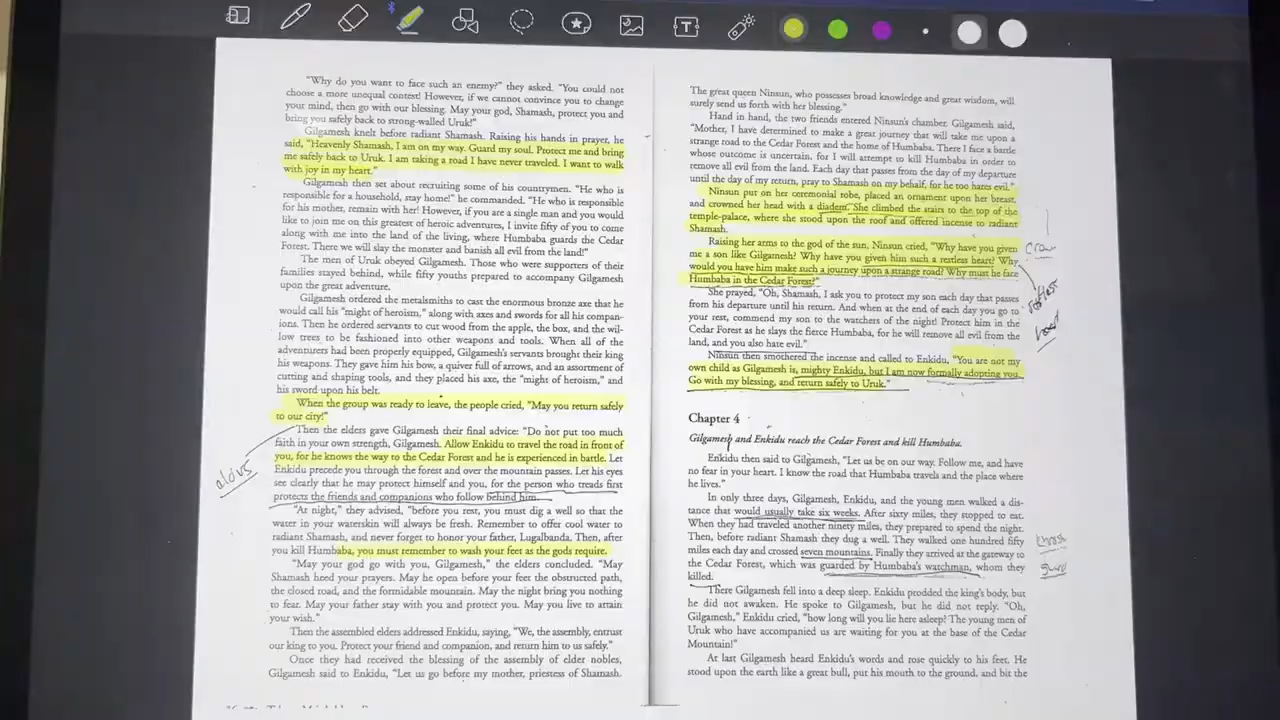 "Why do you want to face such an enemy?" they asked. "You could not
choose a more unequal contest! However, if we cannot convince you to change
your mind, then go with our blessing. May your god, Shamash, protect you and
bring you safely back to strong-walled Uruk!"
Gilgamesh knelt before radiant Shamash. Raising his hands in prayer, he
said, "Heavenly Shamash, I am on my way. Guard my soul. Protect me and bring
me safely back to Uruk. I am taking a road I have never traveled. I want to walk
with joy in my heart."
Gilgamesh then set about recruiting some of his countrymen. "He who is
responsible for a household, stay home!" he commanded. "He who is responsible
for his mother, remain with her! However, if you are a single man and you would
like to join me on this greatest of heroic adventures, I invite fifty of you to come
along with me into the land of the living, where Humbaba guards the Cedar
Forest. There we will slay the monster and banish all evil from the land!"
The men of Uruk obeyed Gilgamesh. Those who were supporters of their
families stayed behind, while fifty youths prepared to accompany Gilgamesh
upon the great adventure.
Gilgamesh ordered the metalsmiths to cast the enormous bronze axe that he
would call his "might of heroism," along with axes and swords for all his compan-
ions. Then he ordered servants to cut wood from the apple, the box, and the wil-
low trees to be fashioned into other weapons and tools. When all of the
adventurers had been properly equipped, Gilgamesh's servants brought their king
his weapons. They gave him his bow, a quiver full of arrows, and an assortment of
cutting and shaping tools, and they placed his axe, the "might of heroism," and
his sword upon his belt.
When the group was ready to leave, the people cried, "May you return safely
to our city!"
Then the elders gave Gilgamesh their final advice: "Do not put too much
faith in your own strength, Gilgamesh. Allow Enkidu to travel the road in front of
you, for he knows the way to the Cedar Forest and he is experienced in battle. Let
Enkidu precede you through the forest and over the mountain passes. Let his eyes
see clearly that he may protect himself and you, for the person who treads first
protects the friends and companions who follow behind him.
"At night," they advised, "before you rest, you must dig a well so that the
water in your waterskin will always be fresh. Remember to offer cool water to
radiant Shamash, and never forget to honor your father, Lugalbanda. Then, after
you kill Humbaba, you must remember to wash your feet as the gods require.
"May your god go with you, Gilgamesh," the elders concluded. "May
Shamash heed your prayers. May he open before your feet the obstructed path,
the closed road, and the formidable mountain. May the night bring you nothing
to fear. May your father stay with you and protect you. May you live to attain
your wish."
Then the assembled elders addressed Enkidu, saying, "We, the assembly, entrust
our king to you. Protect your friend and companion, and return him to us safely."
Once they had received the blessing of the assembly of elder nobles,
Gilgamesh said to Enkidu, "Let us go before my mother, priestess of Shamash.
The great queen Ninsun, who possesses broad knowledge and great wisdom, will
surely send us forth with her blessing."
Hand in hand, the two friends entered Ninsun's chamber. Gilgamesh said,
"Mother, I have determined to make a great journey that will take me upon a
strange road to the Cedar Forest and the home of Humbaba. There I face a battle
whose outcome is uncertain, for I will attempt to kill Humbaba in order to
remove all evil from the land. Each day that passes from the day of my departure
until the day of my return, pray to Shamash on my behalf, for he too hates evil."
Ninsun put on her ceremonial robe, placed an ornament upon her breast,
and crowned her head with a diadem. She climbed the stairs to the top of the
temple-palace, where she stood upon the roof and offered incense to radiant
Shamash.
Raising her arms to the god of the sun, Ninsun cried, "Why have you given
me a son like Gilgamesh? Why have you given him such a restless heart? Why
would you have him make such a journey upon a strange road? Why must he face
Humbaba in the Cedar Forest?"
She prayed, "Oh, Shamash, I ask you to protect my son each day that passes
from his departure until his return. And when at the end of each day you go to
your rest, commend my son to the watchers of the night! Protect him in the
Cedar Forest as he slays the fierce Humbaba, for he will remove all evil from the
land, and you also hate evil."
Ninsun then smothered the incense and called to Enkidu, "You are not my
own child as Gilgamesh is, mighty Enkidu, but I am now formally adopting you.
Go with my blessing, and return safely to Uruk."
Chapter 4
Gilgamesh and Enkidu reach the Cedar Forest and kill Humbaba.
Enkidu then said to Gilgamesh, "Let us be on our way. Follow me, and have
no fear in your heart. I know the road that Humbaba travels and the place where
he lives."
In only three days, Gilgamesh, Enkidu, and the young men walked a dis-
tance that would usually take six weeks. After sixty miles, they stopped to eat.
When they had traveled another ninety miles, they prepared to spend the night.
Then, before radiant Shamash they dug a well. They walked one hundred fifty
miles each day and crossed seven mountains. Finally they arrived at the gateway to
the Cedar Forest, which was guarded by Humbaba's watchman, whom they
killed.
There Gilgamesh fell into a deep sleep. Enkidu prodded the king's body, but
he did not awaken. He spoke to Gilgamesh, but he did not reply. "Oh,
Gilgamesh," Enkidu cried, "how long will you lie here asleep? The young men of
Uruk who have accompanied us are waiting for you at the base of the Cedar
Mountain!"
At last Gilgamesh heard Enkidu's words and rose quickly to his feet. He
stood upon the earth like a great bull, put his mouth to the ground, and bit the